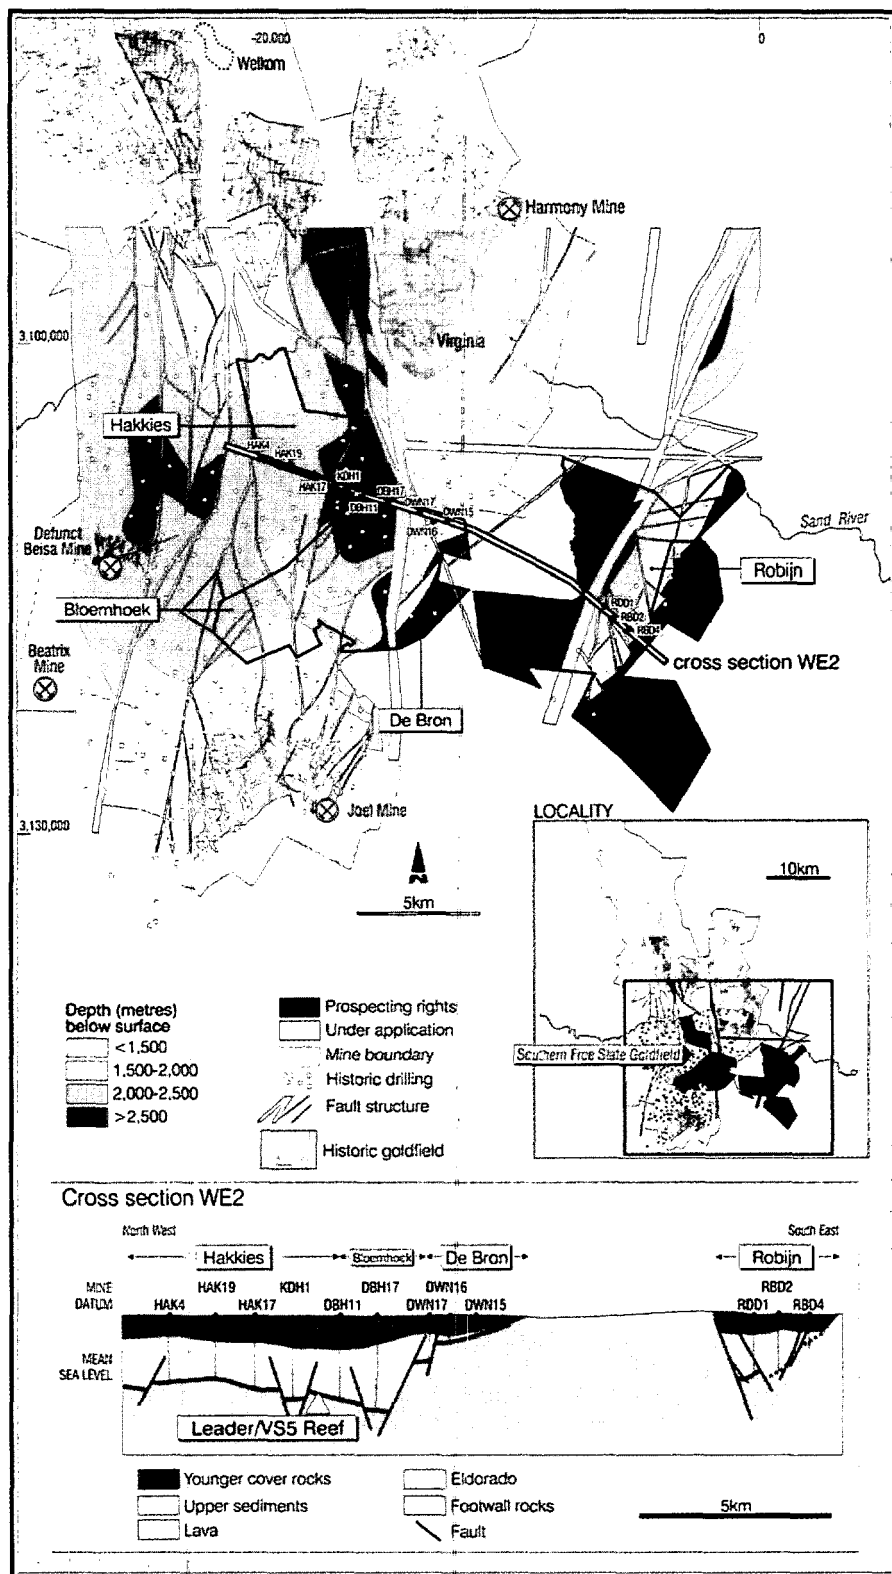 -20.000
0
Welkom
Harmony Mine
3,100,000
Virginia
Hakkies
HAK4
HAK19
KDH1
HAK17
DBH17
DBH11
DWN17
DWN15
DWN16
Sand River
Defunct
Beisa Mine
Robijn
Bloemhoek
RDD1
RBD2
RBD4
Beatrix
Mine
cross section WE2
De Bron
Joel Mine
3,130,000
N
5km
LOCALITY
10km
Southern Free State Goldfield
Depth (metres)
below surface
<1,500
1,500-2,000
2,000-2,500
>2,500
Prospecting rights
Under application
Mine boundary
Historic drilling
Fault structure
Historic goldfield
Cross section WE2
North West
South East
Hakkies
Bloemhoek
De Bron
Robijn
MINE
DATUM
HAK19
KDH1
DBH17
DWN16
RBD2
HAK4
HAK17
DBH11
DWN17
DWN15
RDD1
RBD4
MEAN
SEA LEVEL
Leader/VS5 Reef
Younger cover rocks
Eldorado
Upper sediments
Footwall rocks
Lava
Fault
5km